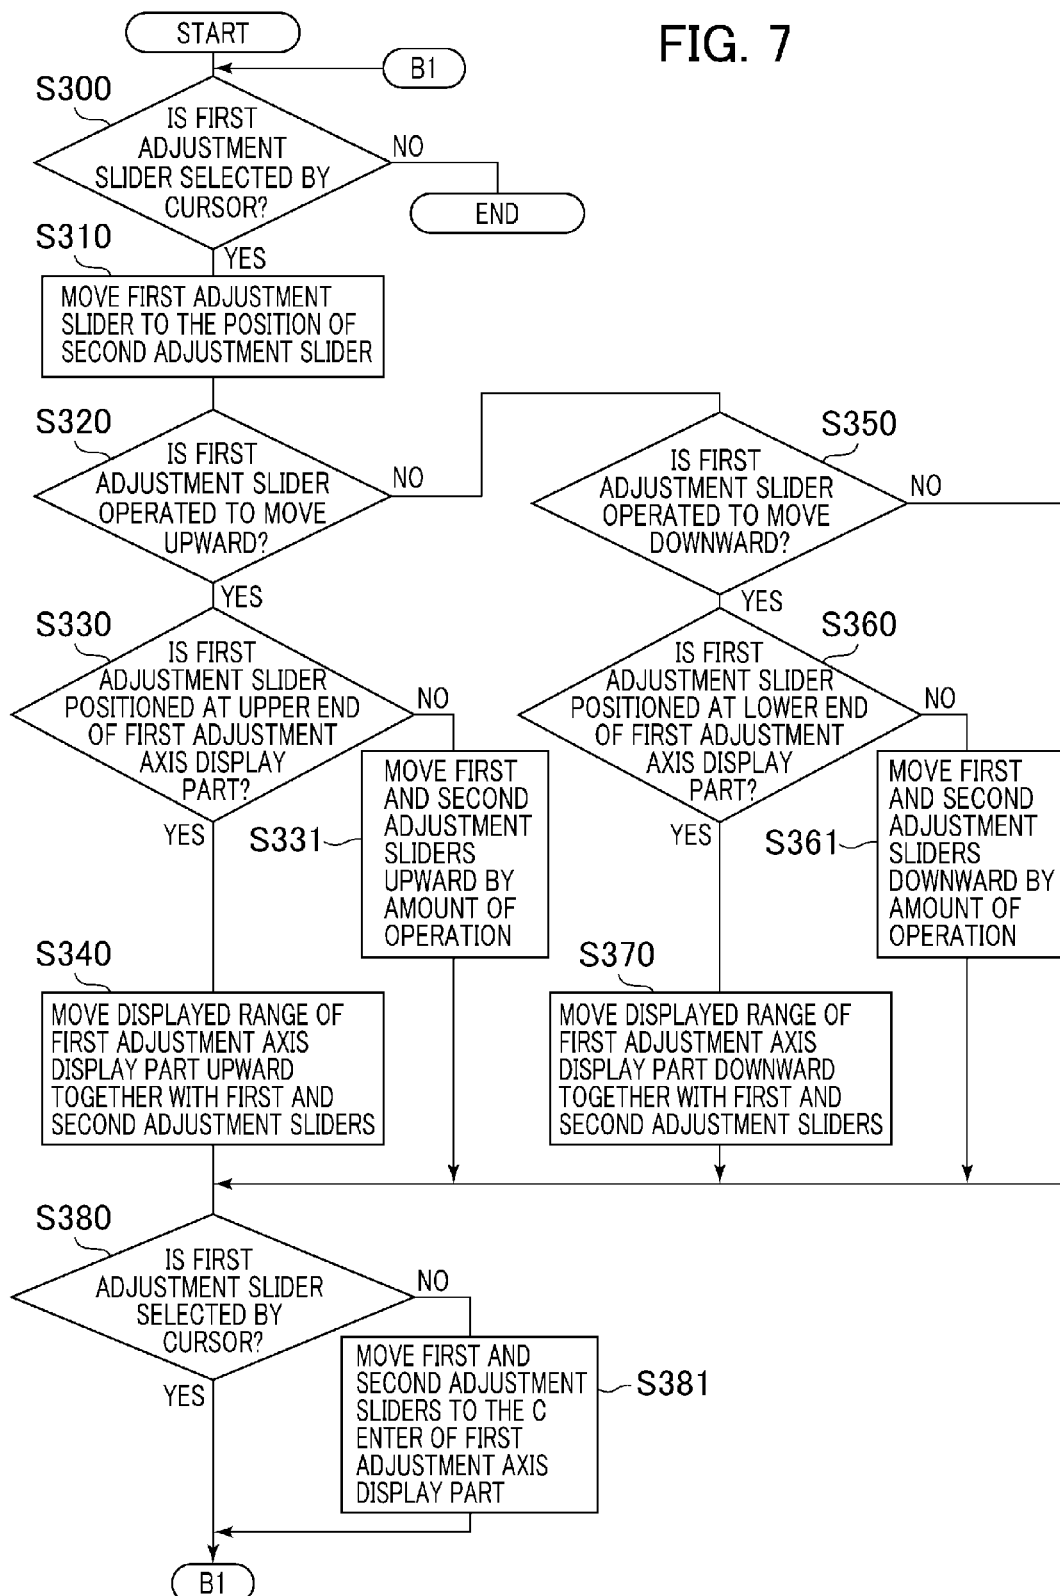 FIG. 7
START
B1
S300
IS FIRST
ADJUSTMENT
SLIDER SELECTED BY
CURSOR?
NO
END
YES
S310
MOVE FIRST ADJUSTMENT
SLIDER TO THE POSITION OF
SECOND ADJUSTMENT SLIDER
S320
IS FIRST
ADJUSTMENT SLIDER
OPERATED TO MOVE
UPWARD?
NO
YES
S350
IS FIRST
ADJUSTMENT SLIDER
OPERATED TO MOVE
DOWNWARD?
NO
YES
S330
IS FIRST
ADJUSTMENT SLIDER
POSITIONED AT UPPER END
OF FIRST ADJUSTMENT
AXIS DISPLAY
PART?
NO
YES
S331
MOVE FIRST
AND SECOND
ADJUSTMENT
SLIDERS
UPWARD BY
AMOUNT OF
OPERATION
S360
IS FIRST
ADJUSTMENT SLIDER
POSITIONED AT LOWER END
OF FIRST ADJUSTMENT
AXIS DISPLAY
PART?
NO
YES
S361
MOVE FIRST
AND SECOND
ADJUSTMENT
SLIDERS
DOWNWARD BY
AMOUNT OF
OPERATION
S340
MOVE DISPLAYED RANGE OF
FIRST ADJUSTMENT AXIS
DISPLAY PART UPWARD
TOGETHER WITH FIRST AND
SECOND ADJUSTMENT SLIDERS
S370
MOVE DISPLAYED RANGE OF
FIRST ADJUSTMENT AXIS
DISPLAY PART DOWNWARD
TOGETHER WITH FIRST AND
SECOND ADJUSTMENT SLIDERS
S380
IS FIRST
ADJUSTMENT SLIDER
SELECTED BY
CURSOR?
NO
YES
MOVE FIRST AND
SECOND ADJUSTMENT
SLIDERS TO THE C
ENTER OF FIRST
ADJUSTMENT AXIS
DISPLAY PART
S381
B1